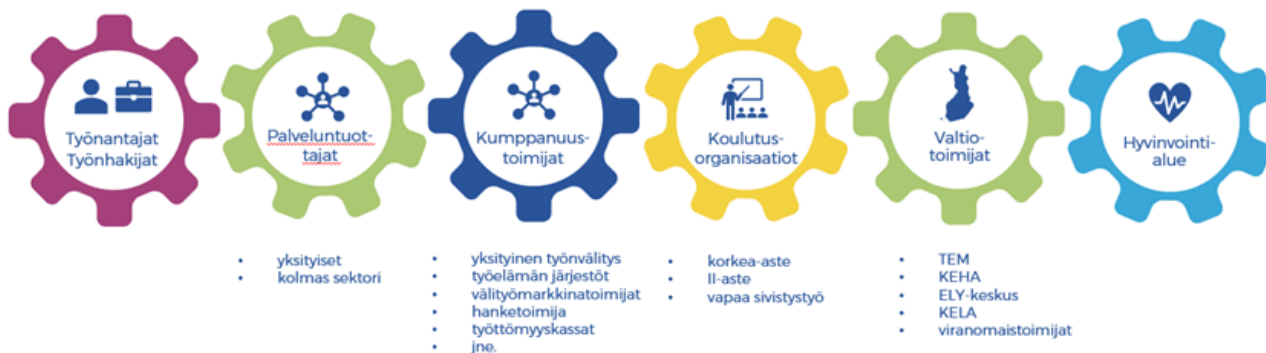 Työnantajat
Työnhakijat
Palveluntuot-
tajat
Kumppanuus-
toimijat
Koulutus-
organisaatiot
Valtio-
toimijat
Hyvinvointi-
alue
• yksityiset
• kolmas sektori
• yksityinen työnvälitys
• työelämän järjestöt
• välityömarkkinatoimijat
• hanketoimija
• työttömyyskassat
• jne.
• korkea-aste
• II-aste
• vapaa sivistystyö
• TEM
• KEHA
• ELY-keskus
• KELA
• viranomaistoimijat